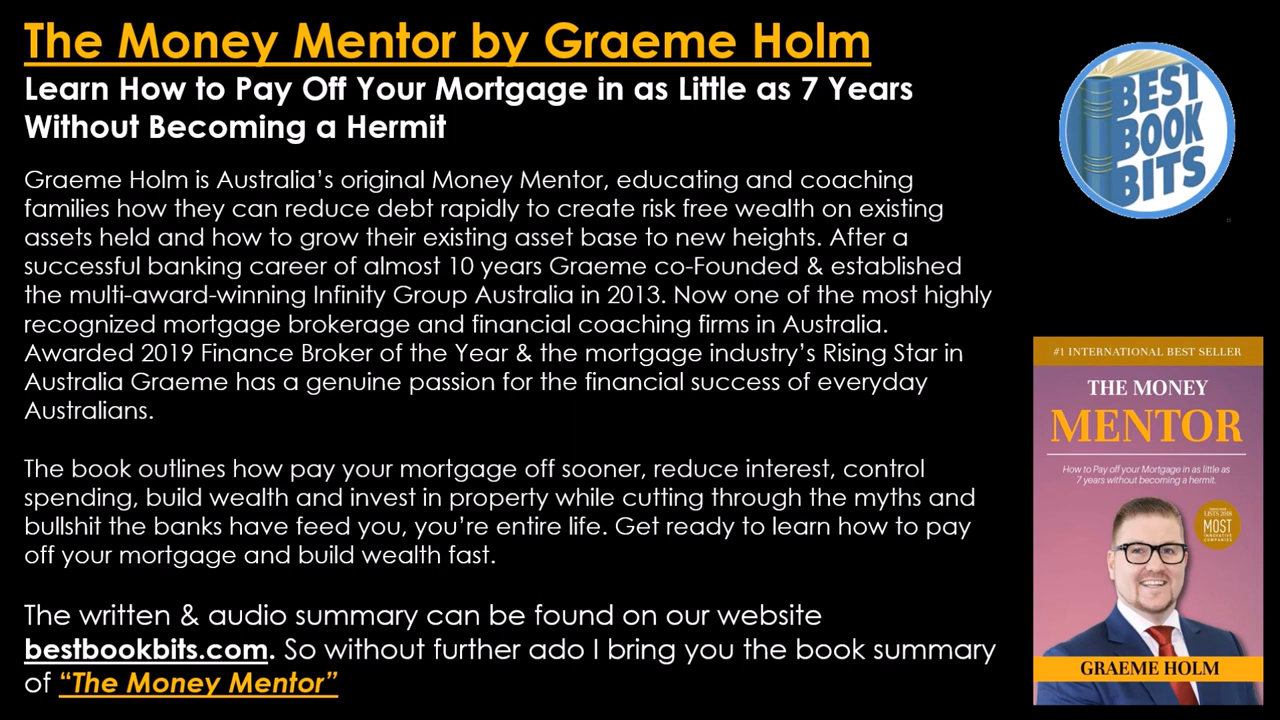 The Money Mentor by Graeme Holm
Learn How to Pay Off Your Mortgage in as Little as 7 Years
Without Becoming a Hermit
Graeme Holm is Australia’s original Money Mentor, educating and coaching
families how they can reduce debt rapidly to create risk free wealth on existing
assets held and how to grow their existing asset base to new heights. After a
successful banking career of almost 10 years Graeme co-Founded & established
the multi-award-winning Infinity Group Australia in 2013. Now one of the most highly
recognized mortgage brokerage and financial coaching firms in Australia.
Awarded 2019 Finance Broker of the Year & the mortgage industry’s Rising Star in
Australia Graeme has a genuine passion for the financial success of everyday
Australians.
The book outlines how pay your mortgage off sooner, reduce interest, control
spending, build wealth and invest in property while cutting through the myths and
bullshit the banks have feed you, you’re entire life. Get ready to learn how to pay
off your mortgage and build wealth fast.
The written & audio summary can be found on our website
bestbookbits.com. So without further ado I bring you the book summary
of “The Money Mentor”
BEST
BOOK
BITS
#1 INTERNATIONAL BEST SELLER
THE MONEY
MENTOR
How to Pay off your Mortgage in as little as
7 years without becoming a hermit.
LISTS 2018
MOST
INNOVATIVE
COMPANIES
GRAEME HOLM